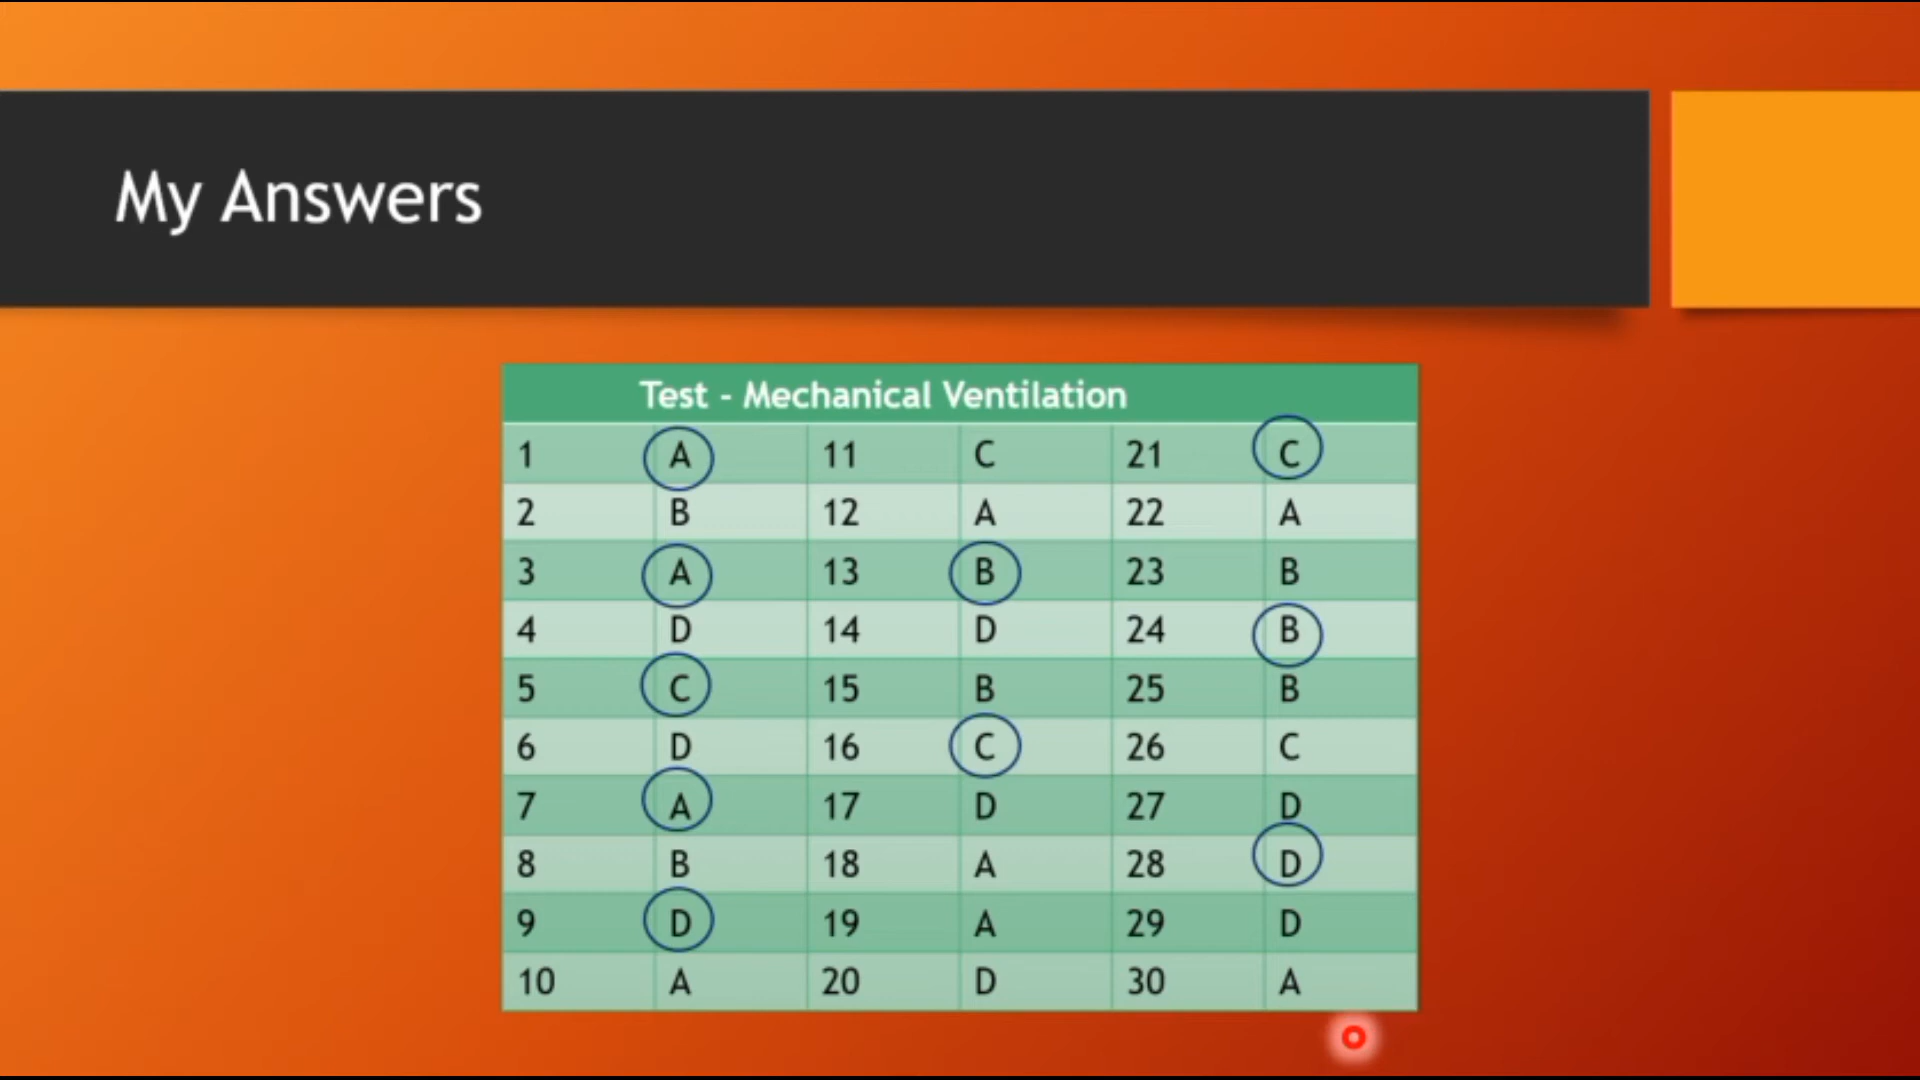 My Answers
Test - Mechanical Ventilation
1 A 11 C 21 C
2 B 12 A 22 A
3 A 13 B 23 B
4 D 14 D 24 B
5 C 15 B 25 B
6 D 16 C 26 C
7 A 17 D 27 D
8 B 18 A 28 D
9 D 19 A 29 D
10 A 20 D 30 A